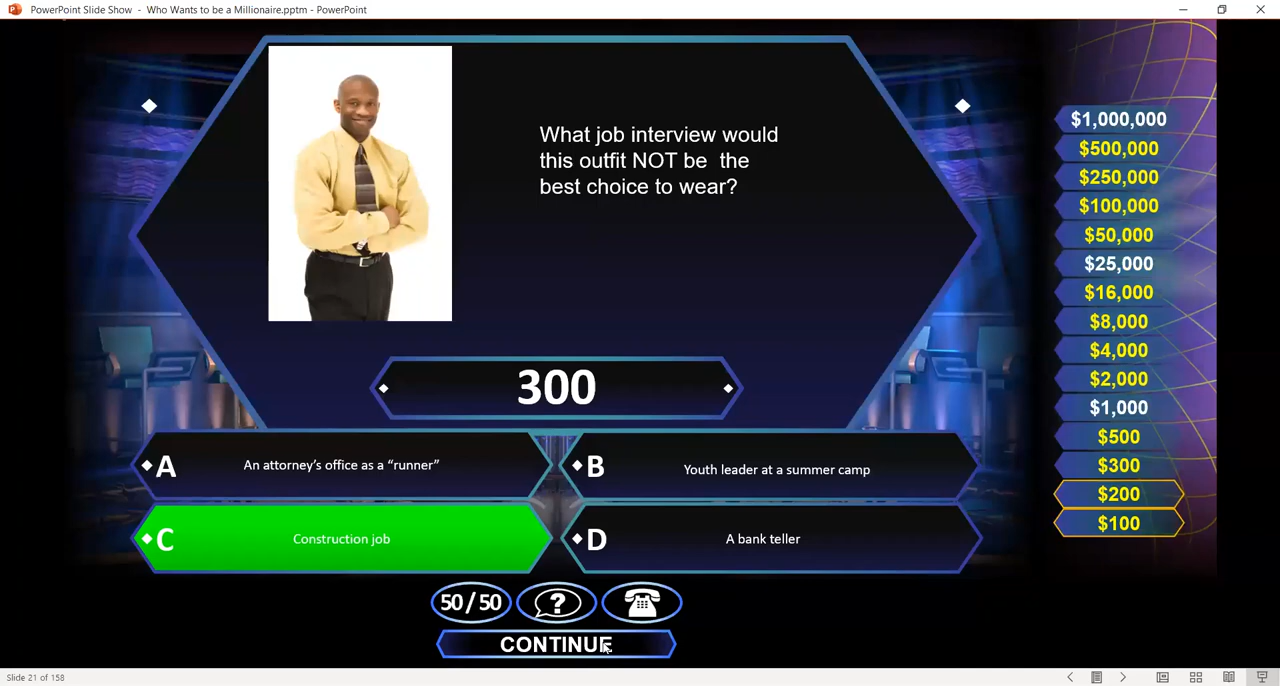 PowerPoint Slide Show - Who Wants to be a Millionaire.pptm - PowerPoint
What job interview would
this outfit NOT be the
best choice to wear?
300
A An attorney's office as a “runner”
B Youth leader at a summer camp
C Construction job
D A bank teller
50/50
?
CONTINUE
$1,000,000
$500,000
$250,000
$100,000
$50,000
$25,000
$16,000
$8,000
$4,000
$2,000
$1,000
$500
$300
$200
$100
Slide 21 of 158